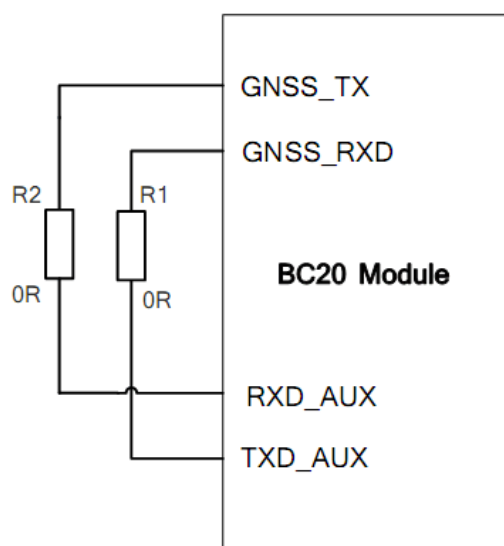 GNSS_TX
GNSS_RXD
R2
R1
BC20 Module
0R
0R
RXD_AUX
TXD_AUX